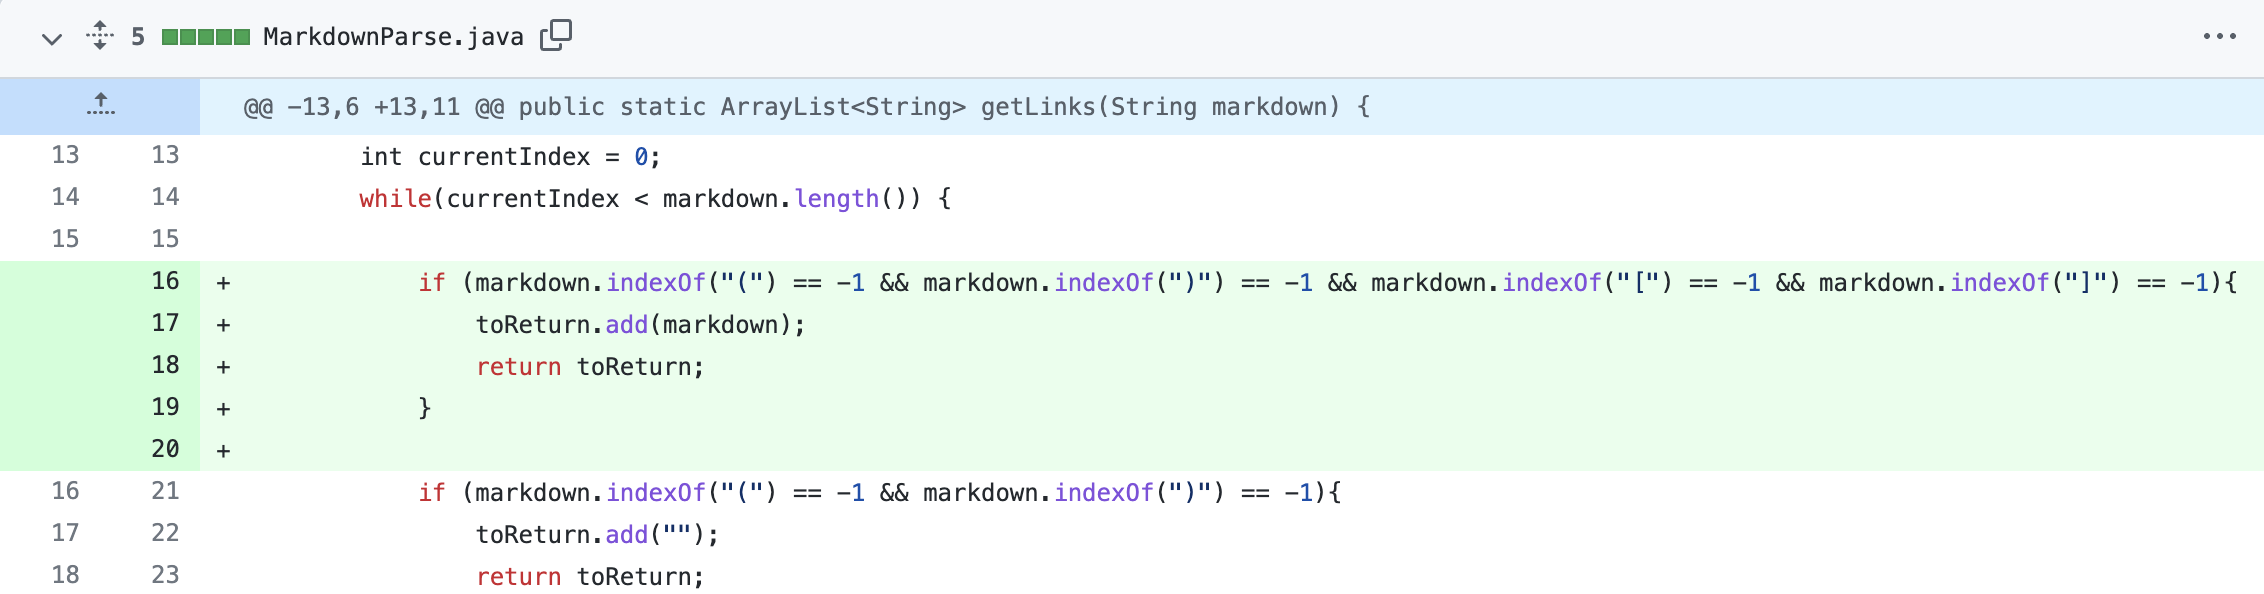 5 MarkdownParse.java
@@ -13,6 +13,11 @@ public static ArrayList<String> getLinks(String markdown) {
13 13 int currentIndex = 0;
14 14 while(currentIndex < markdown.length()) {
15 15
16 + if (markdown.indexOf("(") == -1 && markdown.indexOf(")") == -1 && markdown.indexOf("[") == -1 && markdown.indexOf("]") == -1){
17 + toReturn.add(markdown);
18 + return toReturn;
19 + }
20 +
16 21 if (markdown.indexOf("(") == -1 && markdown.indexOf(")") == -1){
17 22 toReturn.add("");
18 23 return toReturn;